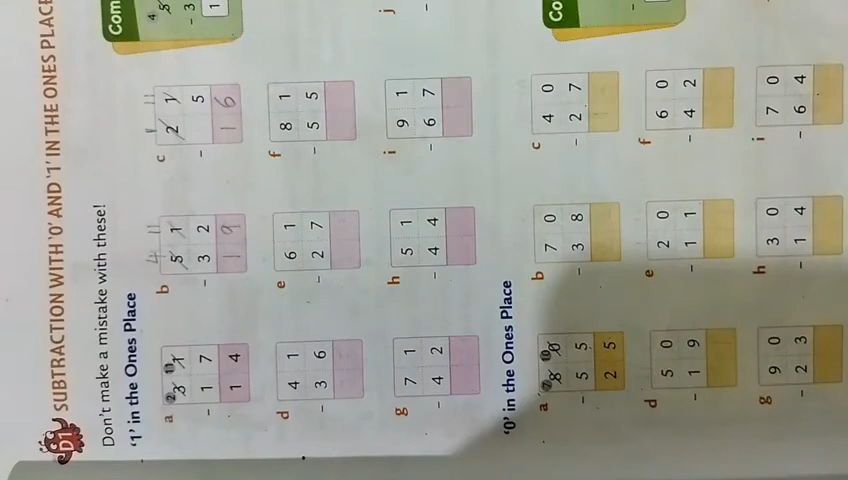 D1 SUBTRACTION WITH '0' AND '1' IN THE ONES PLACE
Don't make a mistake with these!
'1' in the Ones Place
a b c
2 11 4 11 1 11
3 1 5 1 2 1
- 1 7 - 3 2 - 5
1 4 1 9 1 6
d e f
4 1 6 1 8 1
- 3 6 - 2 7 - 5 5
g h i j
7 1 5 1 9 1
- 4 2 - 4 4 - 6 7 -
'0' in the Ones Place
a b c
7 10
8 0 7 0 4 0
- 5 5 - 3 8 - 2 7
2 5
d e f
5 0 2 0 6 0
- 1 9 - 1 1 - 4 2
g h i
9 0 3 0 7 0
- 2 3 - 1 4 - 6 4
Com
4
5
- 3
1
Co
-